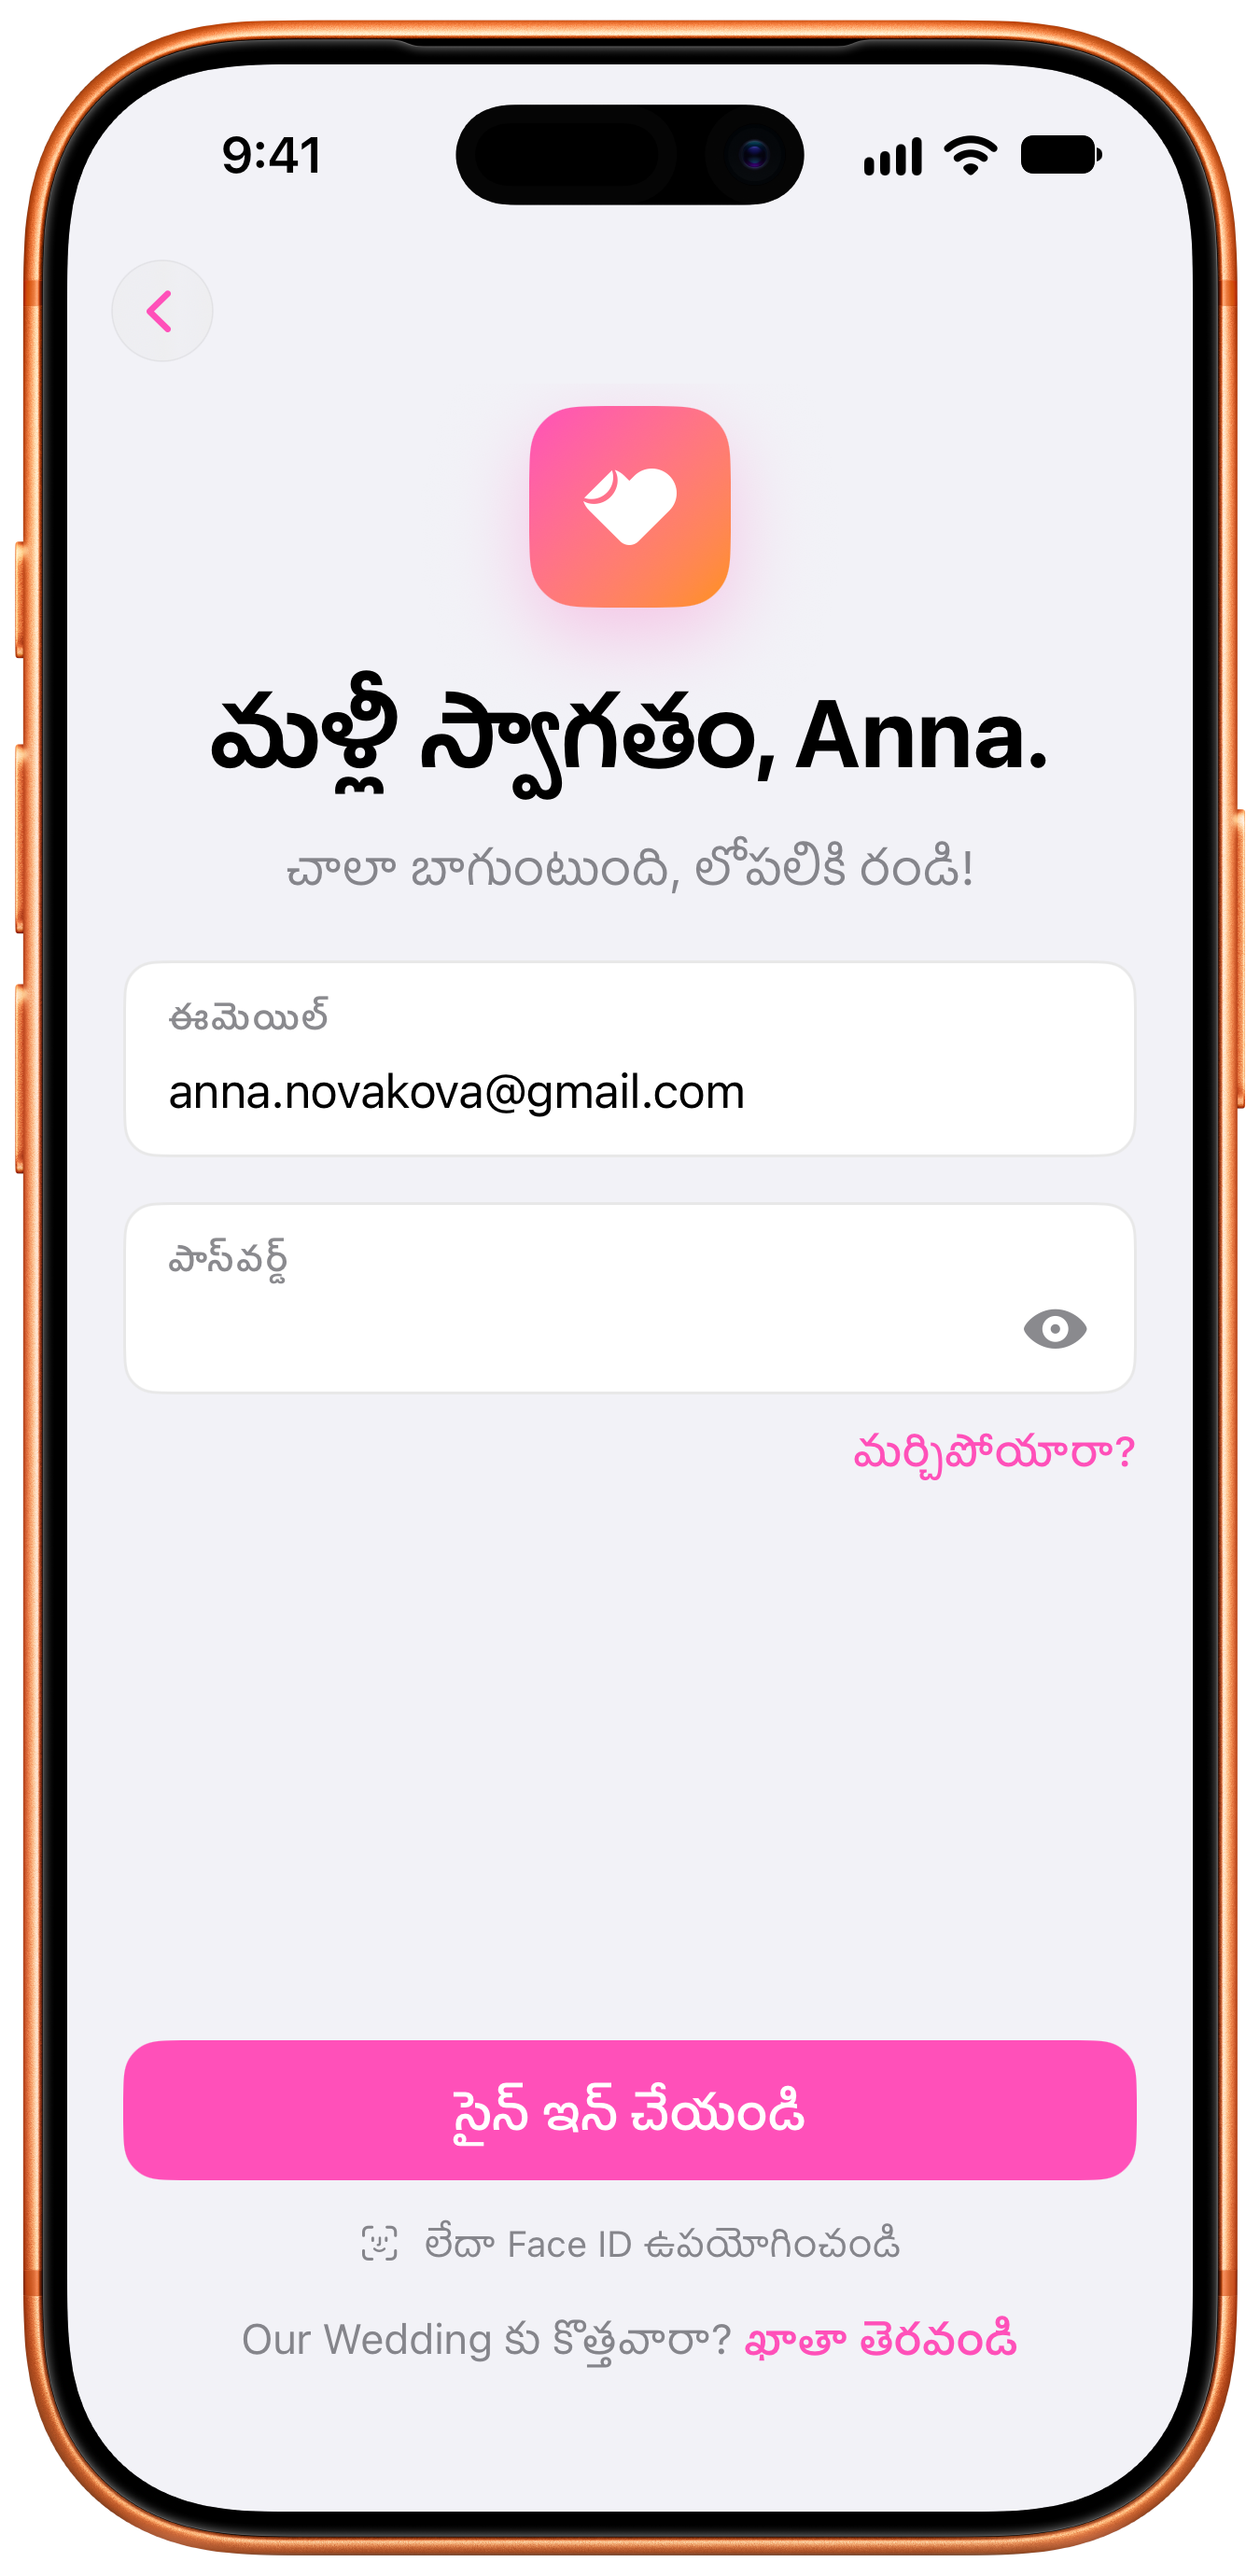 9:41
మళ్లీ స్వాగతం, Anna.
చాలా బాగుంటుంది, లోపలికి రండి!
ఈమెయిల్
anna.novakova@gmail.com
పాస్‌వర్డ్
మర్చిపోయారా?
సైన్ ఇన్ చేయండి
లేదా Face ID ఉపయోగించండి
Our Wedding కు కొత్తవారా? ఖాతా తెరవండి